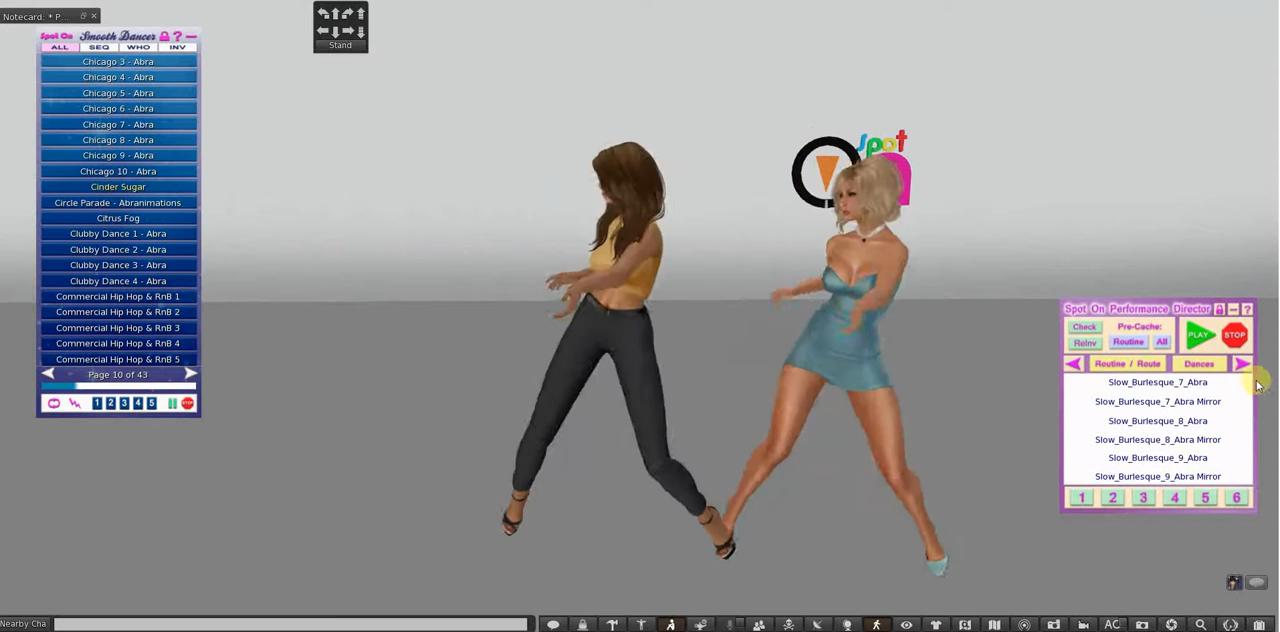 Notecard: * P...
Spot On Smooth Dancer ? —
ALL SEQ WHO INV
Chicago 3 - Abra
Chicago 4 - Abra
Chicago 5 - Abra
Chicago 6 - Abra
Chicago 7 - Abra
Chicago 8 - Abra
Chicago 9 - Abra
Chicago 10 - Abra
Cinder Sugar
Circle Parade - Abranimations
Citrus Fog
Clubby Dance 1 - Abra
Clubby Dance 2 - Abra
Clubby Dance 3 - Abra
Clubby Dance 4 - Abra
Commercial Hip Hop & RnB 1
Commercial Hip Hop & RnB 2
Commercial Hip Hop & RnB 3
Commercial Hip Hop & RnB 4
Commercial Hip Hop & RnB 5
Page 10 of 43
1 2 3 4 5 STOP
Stand
spot
Spot On Performance Director — ?
Check Pre-Cache: PLAY STOP
ReInv Routine All
Routine / Route Dances
Slow_Burlesque_7_Abra
Slow_Burlesque_7_Abra Mirror
Slow_Burlesque_8_Abra
Slow_Burlesque_8_Abra Mirror
Slow_Burlesque_9_Abra
Slow_Burlesque_9_Abra Mirror
1 2 3 4 5 6
Nearby Cha
AC